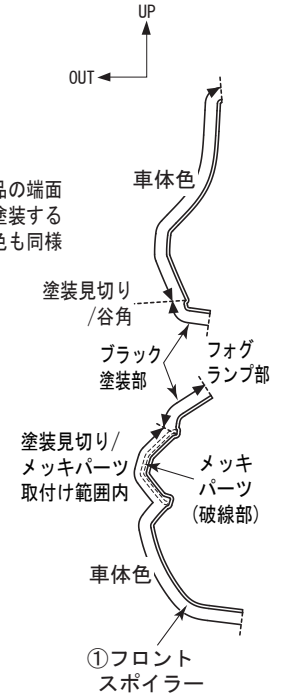 UP
OUT
品の端面
塗装する
色も同様
車体色
塗装見切り
/谷角
ブラック
塗装部
フォグ
ランプ部
塗装見切り/
メッキパーツ
取付け範囲内
メッキ
パーツ
(破線部)
車体色
①フロント
スポイラー